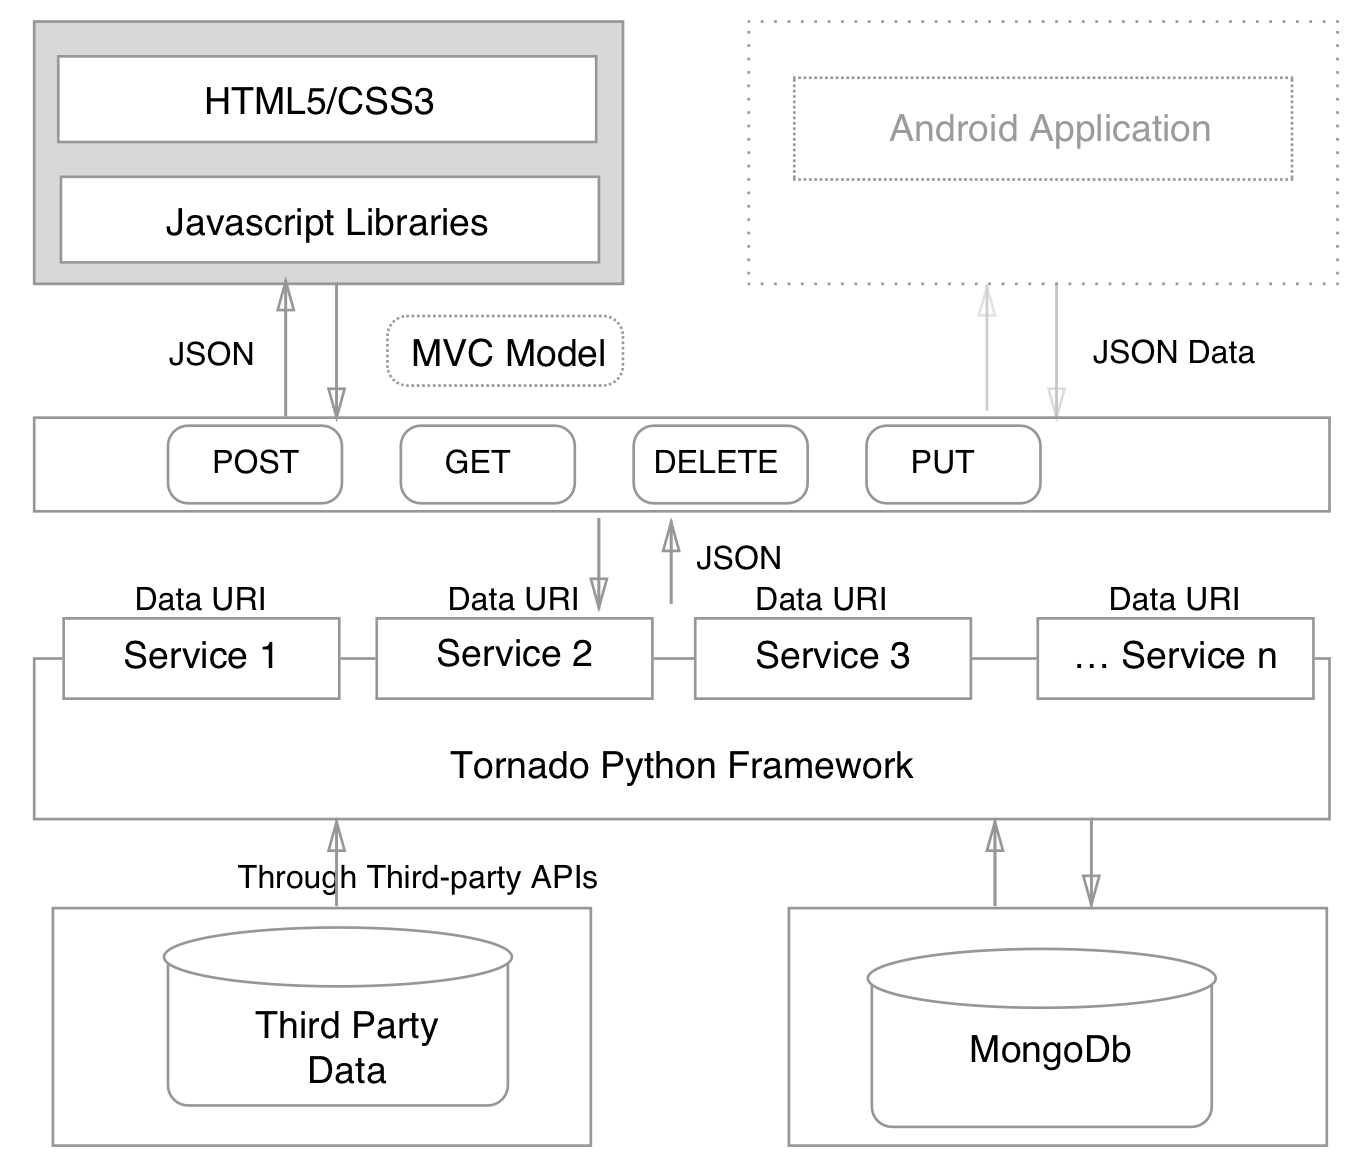 HTML5/CSS3
Android Application
Javascript Libraries
JSON
MVC Model
JSON Data
POST
GET
DELETE
PUT
JSON
Data URI
Data URI
Data URI
Data URI
Service 1
Service 2
Service 3
... Service n
Tornado Python Framework
Through Third-party APIs
Third Party
Data
MongoDb